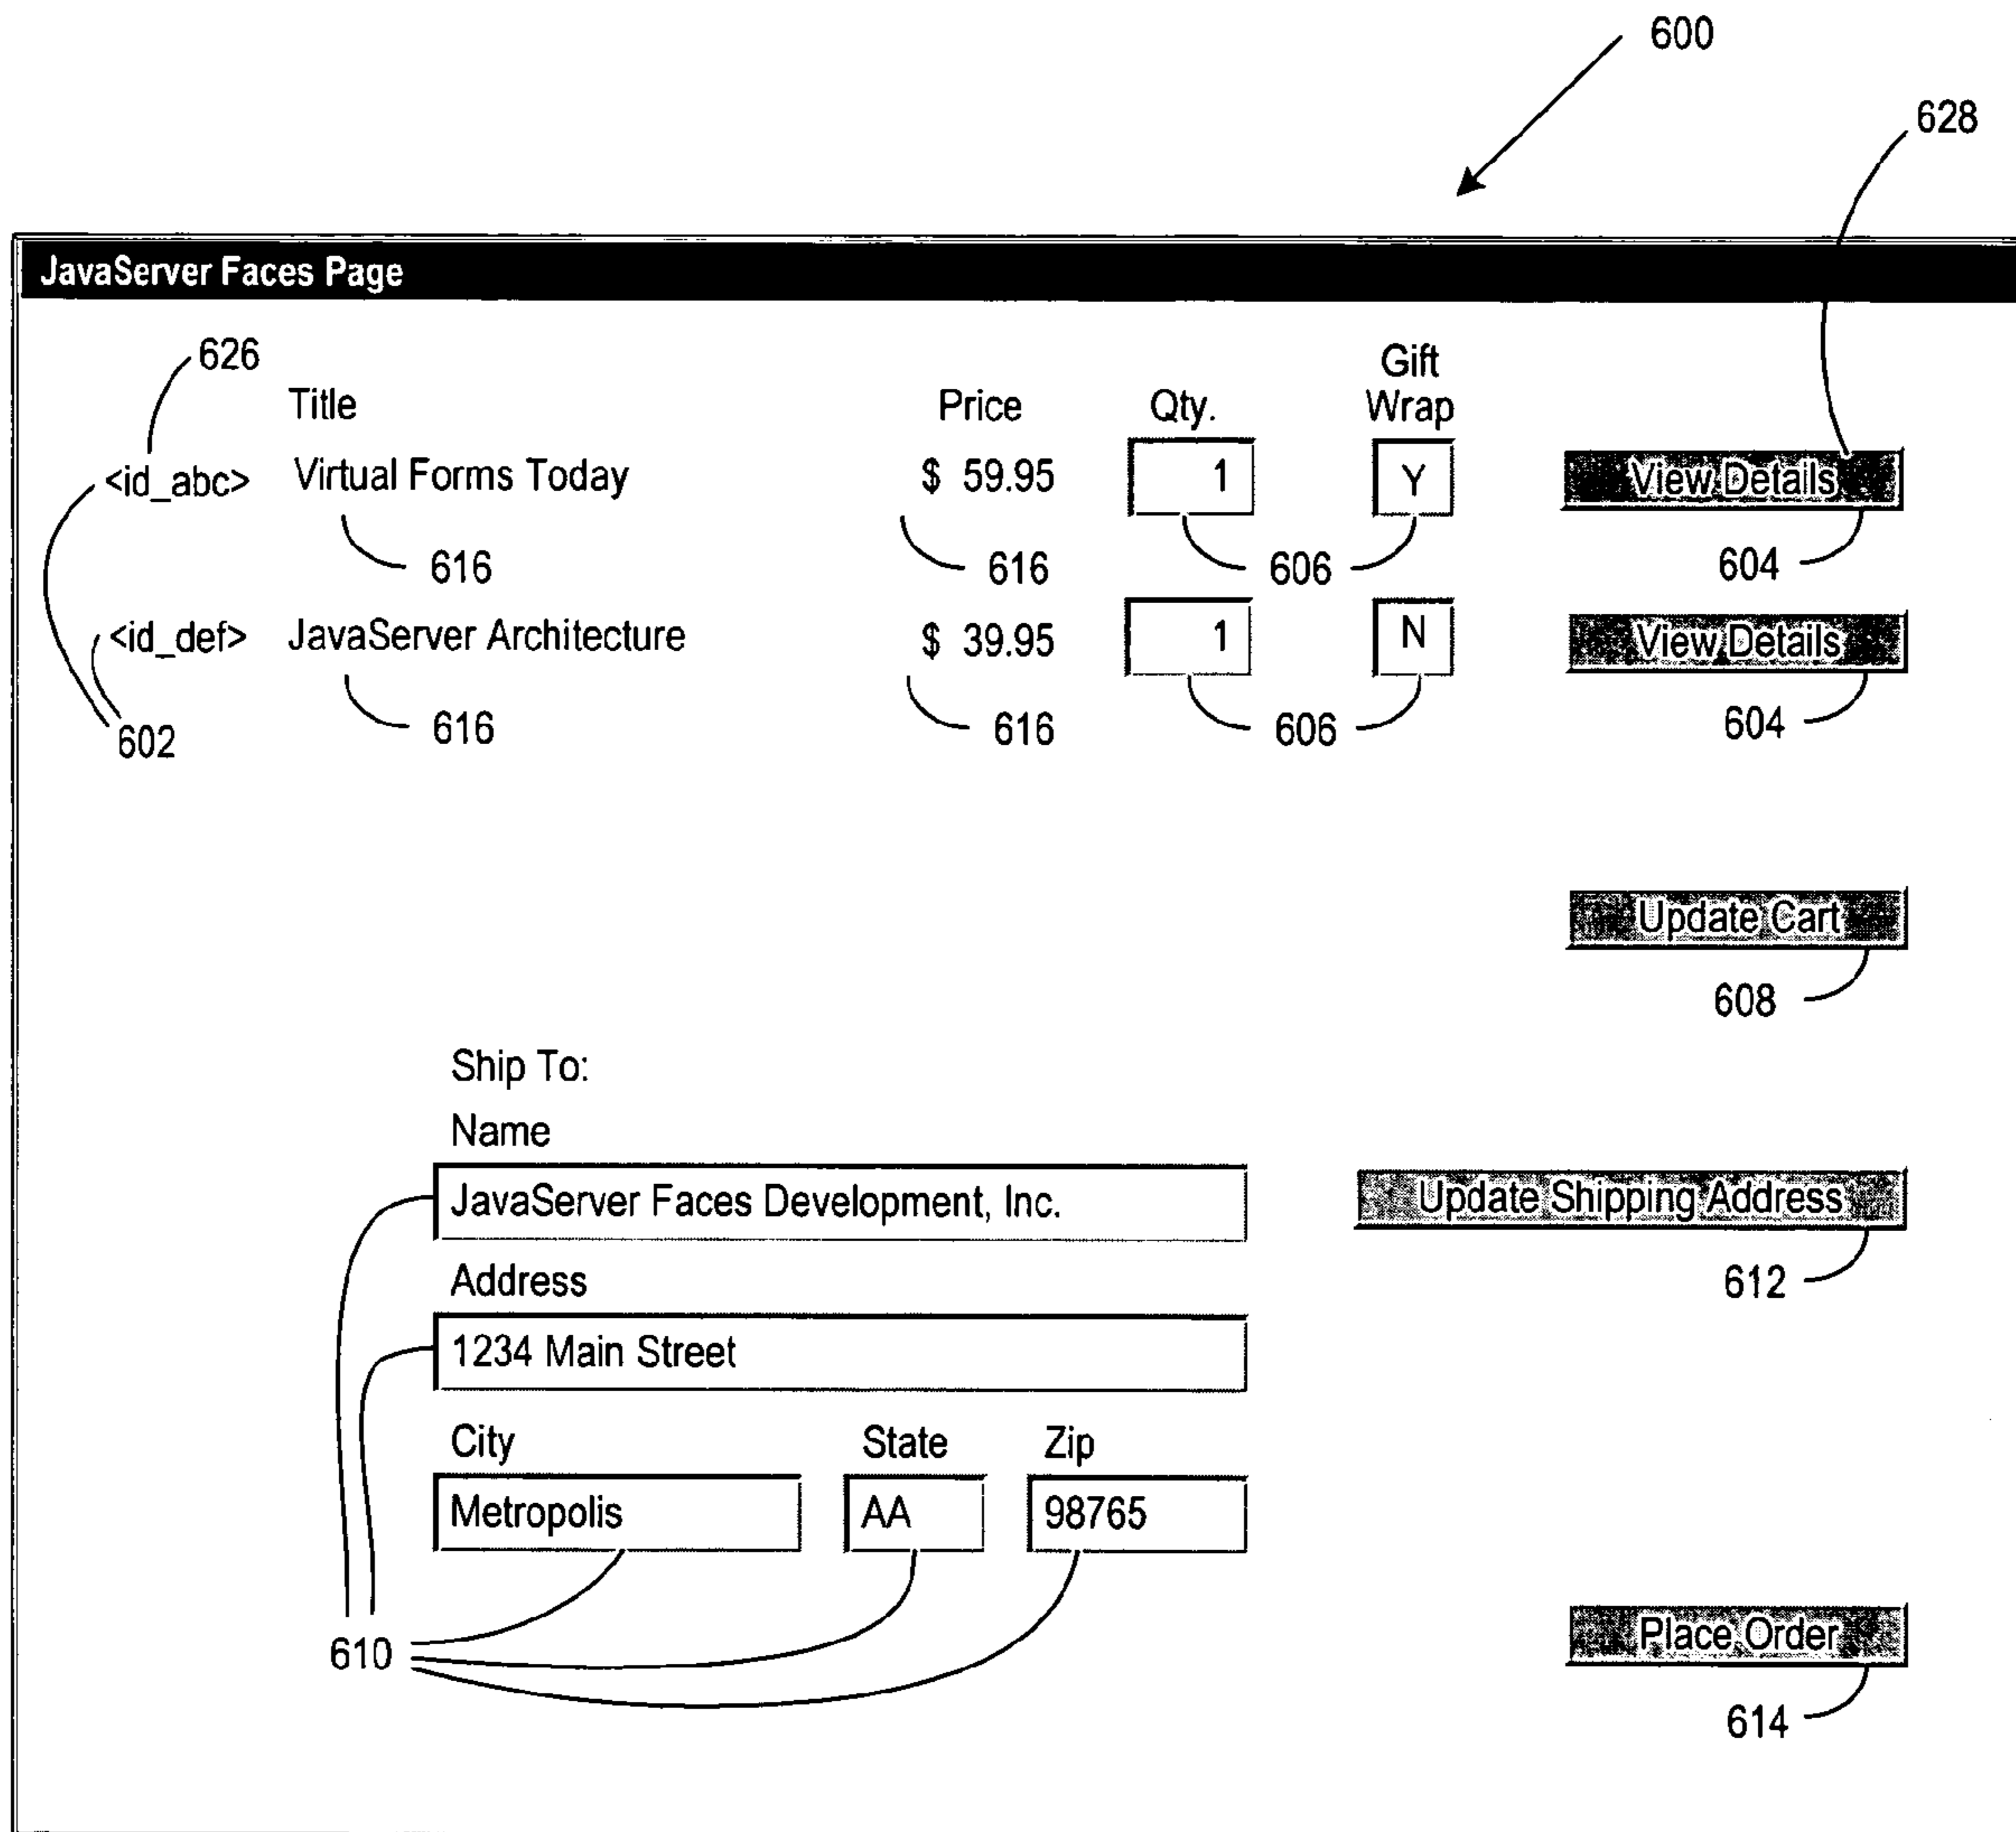 600
628
JavaServer Faces Page
626
Gift
Title Price Qty. Wrap
<id_abc> Virtual Forms Today $ 59.95 1 Y View Details
616 616 606 604
<id_def> JavaServer Architecture $ 39.95 1 N View Details
602 616 616 606 604
Update Cart
608
Ship To:
Name
JavaServer Faces Development, Inc. Update Shipping Address
Address 612
1234 Main Street
City State Zip
Metropolis AA 98765
610 Place Order
614